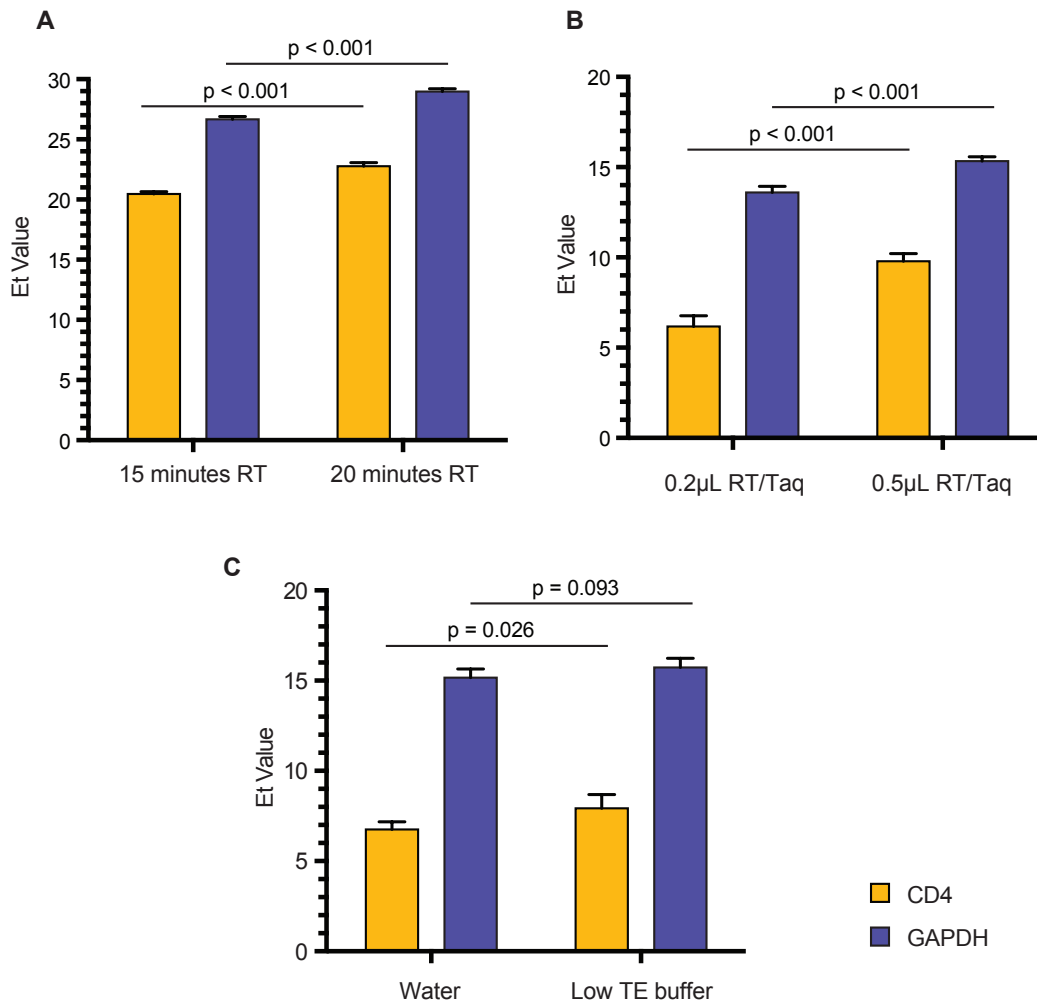 A
p < 0.001
p < 0.001
Et Value
30
25
20
15
10
5
0
15 minutes RT
20 minutes RT
B
p < 0.001
p < 0.001
Et Value
20
15
10
5
0
0.2µL RT/Taq
0.5µL RT/Taq
C
p = 0.093
p = 0.026
Et Value
20
15
10
5
0
Water
Low TE buffer
CD4
GAPDH